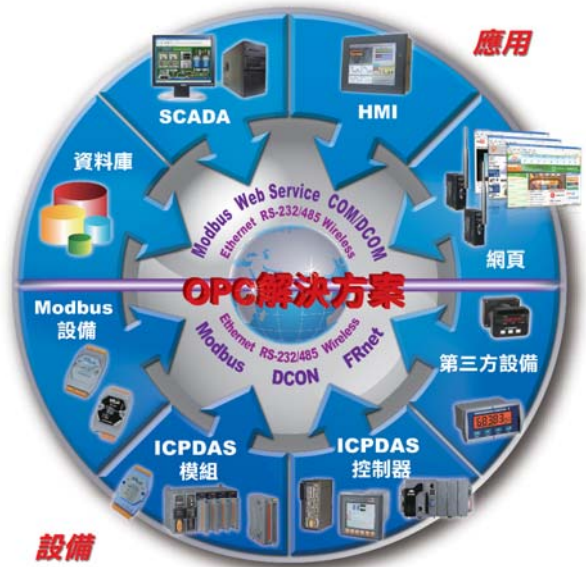 應用
SCADA
HMI
資料庫
網頁
Modbus Web Service COM/DCOM
Ethernet RS-232/485 Wireless
OPC解決方案
Ethernet RS-232/485 Wireless
Modbus DCON FRnet
Modbus
設備
第三方設備
ICPDAS
模組
ICPDAS
控制器
設備